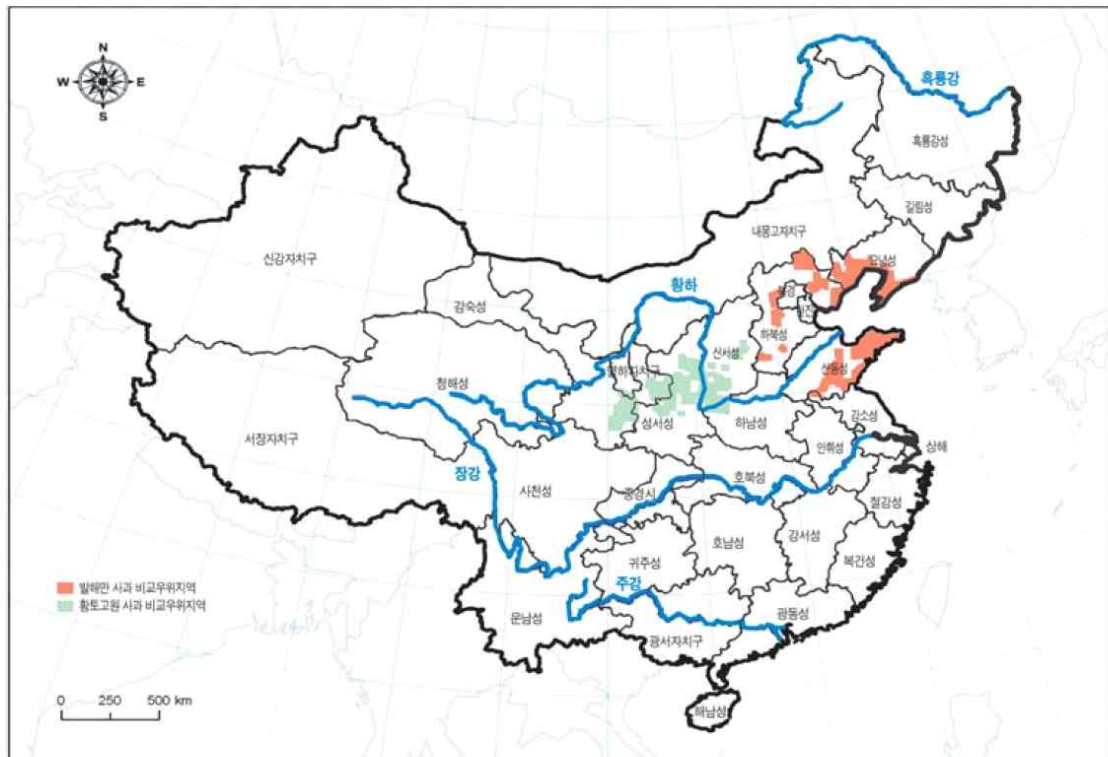 N
W E
S
흑룡강
흑룡강성
길림성
내몽고자치구
요녕성
신강자치구
북경
황하
감숙성
천진
하북성
산서성
영하자치구
산동성
청해성
섬서성
하남성
강소성
서장자치구
안휘성
상해
장강
사천성
호북성
중경시
절강성
호남성
강서성
귀주성
복건성
발해만 사과 비교우위지역
주강
황토고원 사과 비교우위지역
운남성
광동성
광서자치구
0 250 500 km
해남성